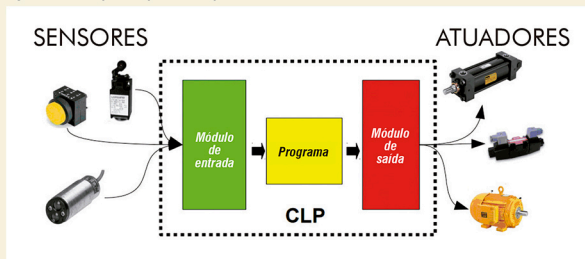 SENSORES
ATUADORES
Módulo
de
entrada
Programa
Módulo
de
saída
CLP